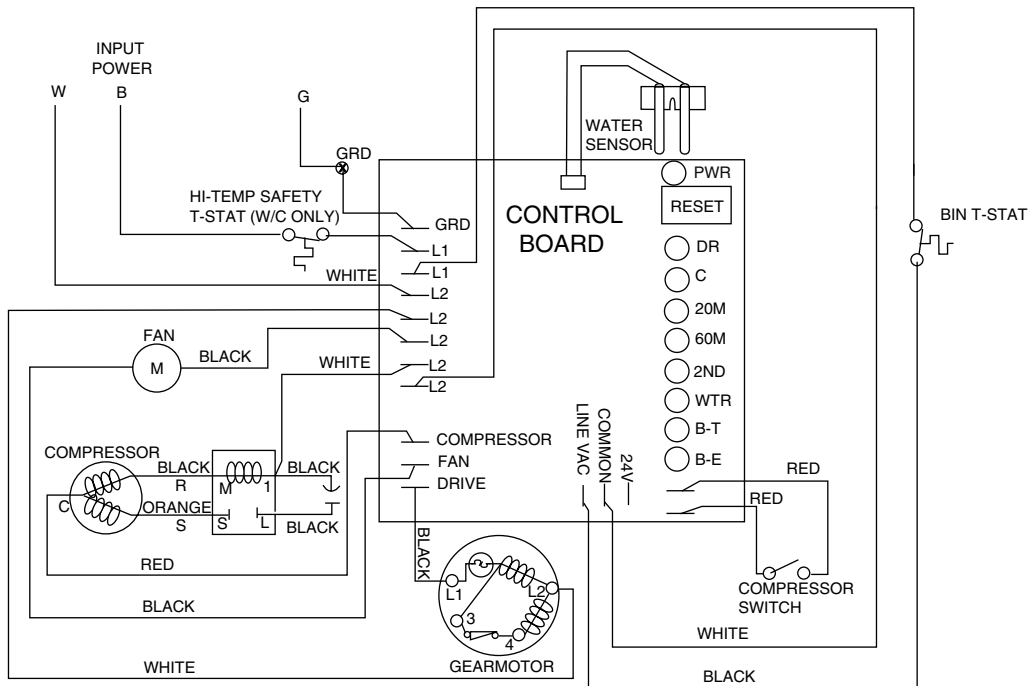 INPUT
POWER
W
B
G
GRD
HI-TEMP SAFETY
T-STAT (W/C ONLY)
WATER
SENSOR
PWR
RESET
CONTROL
BOARD
GRD
L1
L1
WHITE
L2
L2
L2
FAN
M
BLACK
WHITE
L2
L2
DR
C
20M
60M
2ND
WTR
B-T
B-E
BIN T-STAT
LINE VAC
COMMON
24V
COMPRESSOR
FAN
DRIVE
COMPRESSOR
C
BLACK
R
ORANGE
S
M
1
S
L
BLACK
BLACK
RED
BLACK
WHITE
BLACK
L1
L2
3
4
GEARMOTOR
RED
RED
COMPRESSOR
SWITCH
WHITE
BLACK